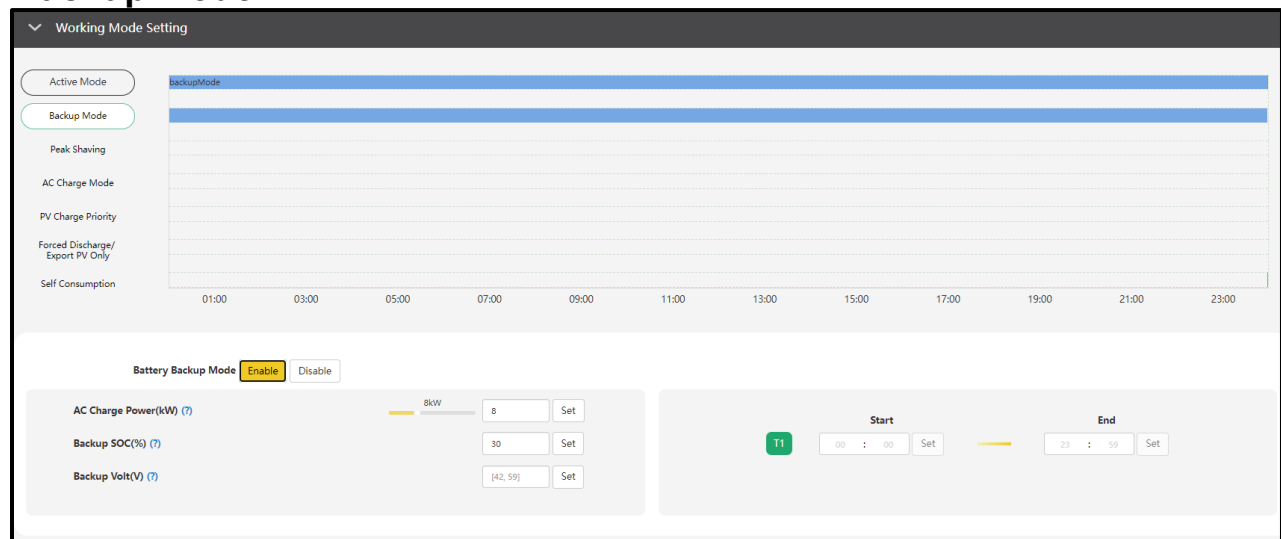 Working Mode Setting
Active Mode
backupMode
Backup Mode
Peak Shaving
AC Charge Mode
PV Charge Priority
Forced Discharge/
Export PV Only
Self Consumption
01:00 03:00 05:00 07:00 09:00 11:00 13:00 15:00 17:00 19:00 21:00 23:00
Battery Backup Mode Enable Disable
AC Charge Power(kW) (?) 8kW 8 Set
Backup SOC(%) (?) 30 Set
Backup Volt(V) (?) [42, 59] Set
Start End
T1 00 : 00 Set 23 : 59 Set